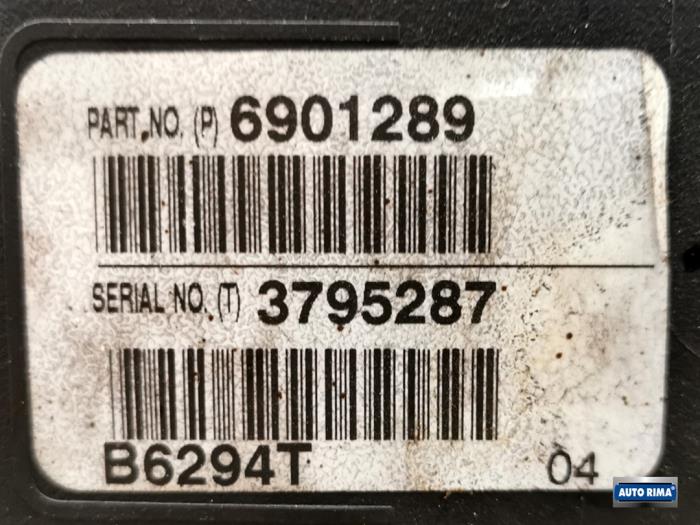 PART.NO. (P) 6901289
SERIAL NO. (T) 3795287
B6294T 04
AUTO RIMA